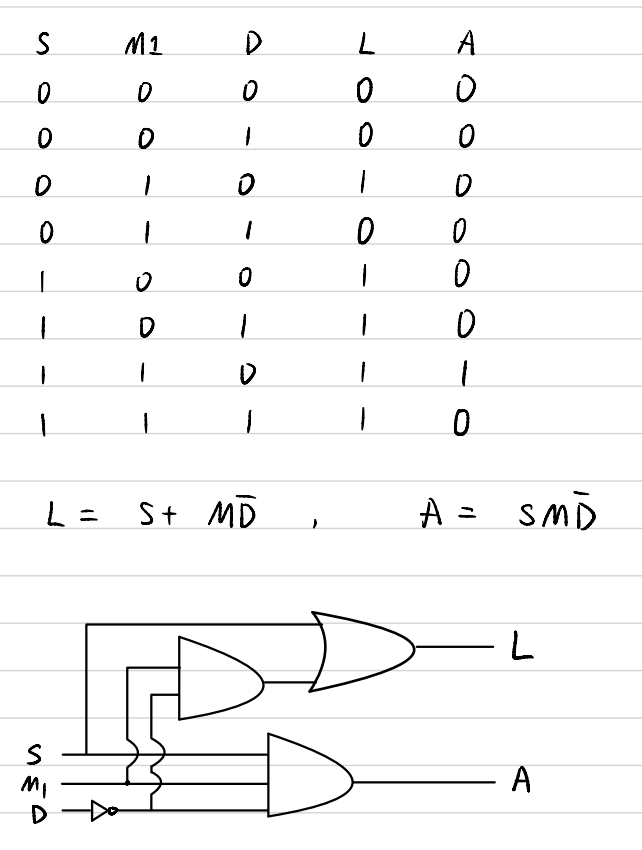 S M1 D L A
0 0 0 0 0
0 0 1 0 0
0 1 0 1 0
0 1 1 0 0
1 0 0 1 0
1 0 1 1 0
1 1 0 1 1
1 1 1 1 0
L = S + MD̅ , A = SMD̅
L
S
M₁
A
D